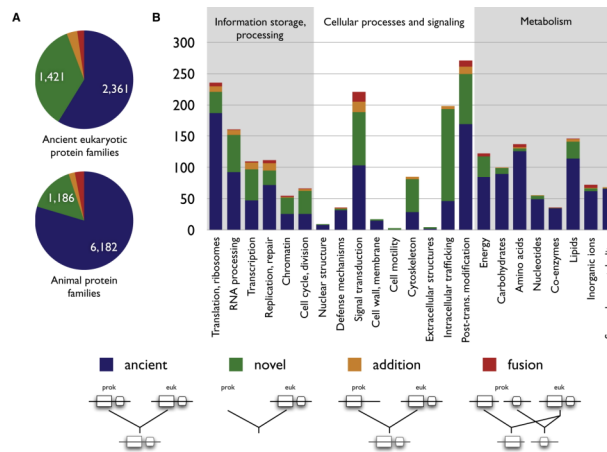 A
1,421
2,361
Ancient eukaryotic
protein families
1,186
6,182
Animal protein
families
B
Information storage,
processing
Cellular processes and signaling
Metabolism
300
250
200
150
100
50
0
Translation, ribosomes
RNA processing
Transcription
Replication, repair
Chromatin
Cell cycle, division
Nuclear structure
Defense mechanisms
Signal transduction
Cell wall, membrane
Cell motility
Cytoskeleton
Extracellular structures
Intracellular trafficking
Post-trans. modification
Energy
Carbohydrates
Amino acids
Nucleotides
Co-enzymes
Lipids
Inorganic ions
ancient
novel
addition
fusion
prok
euk
prok
euk
prok
euk
prok
euk